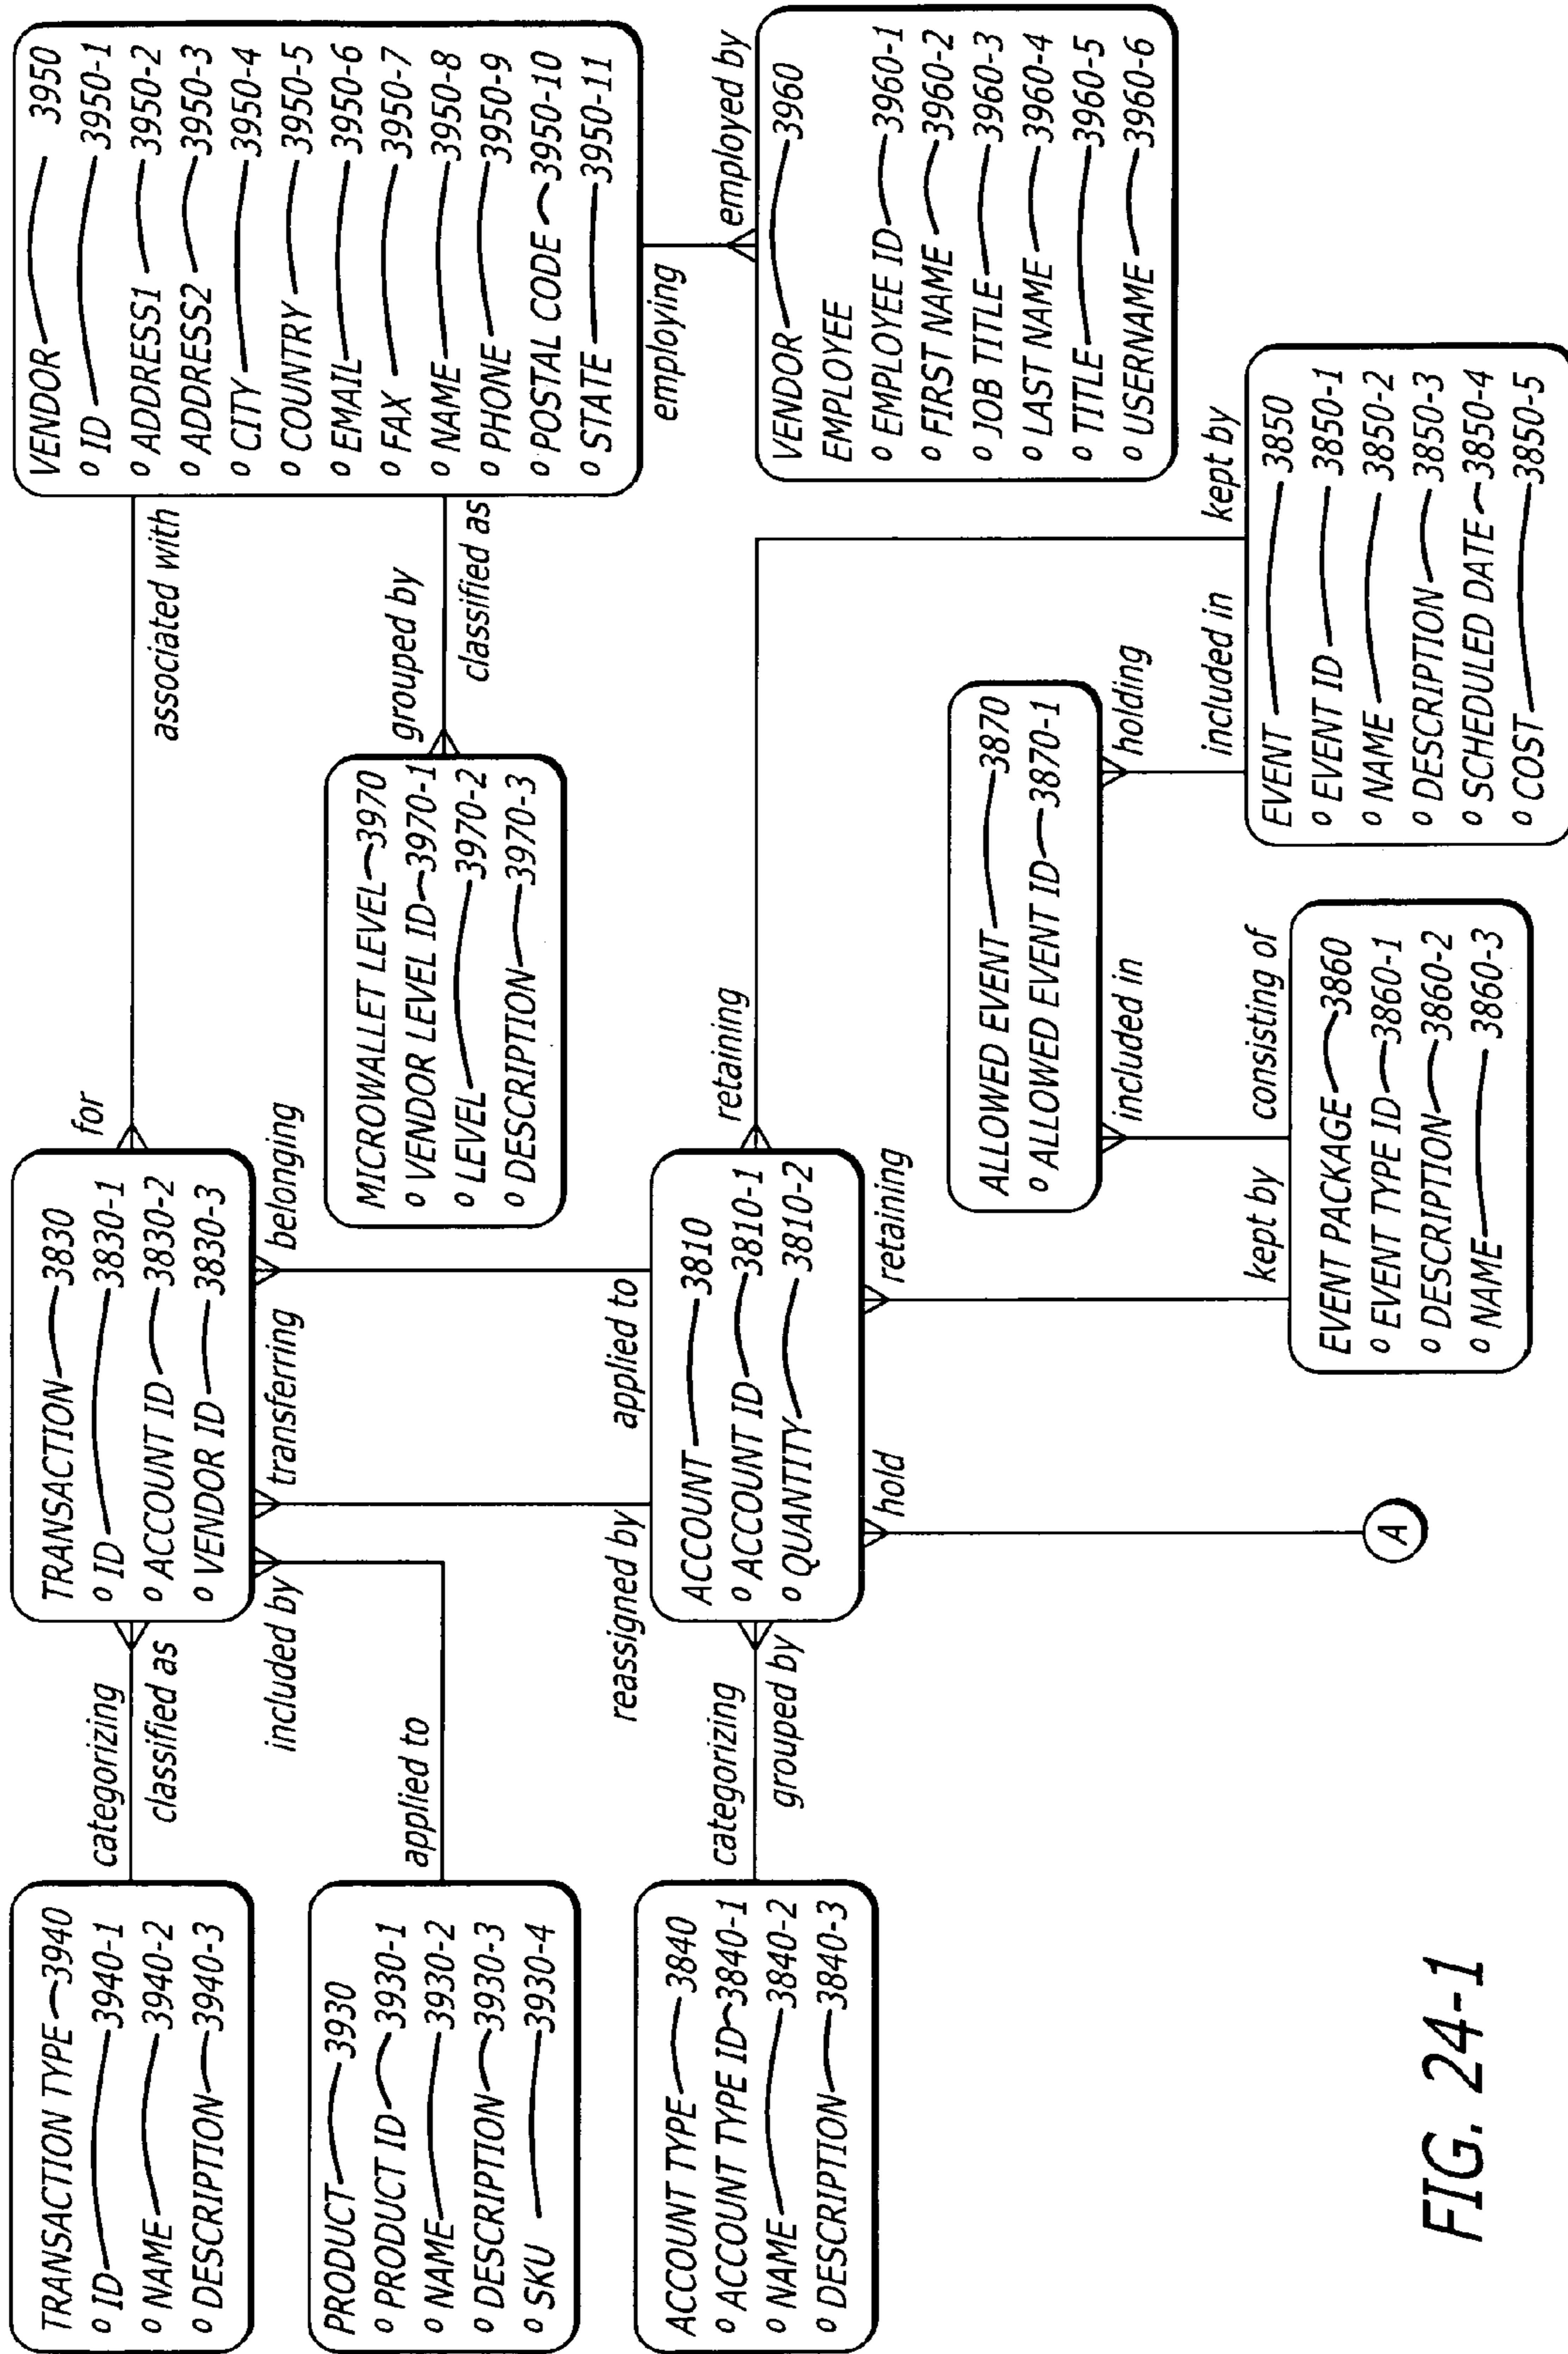 TRANSACTION TYPE 3940
o ID 3940-1
o NAME 3940-2
o DESCRIPTION 3940-3
categorizing
classified as
TRANSACTION 3830
o ID 3830-1
o ACCOUNT ID 3830-2
o VENDOR ID 3830-3
for
associated with
VENDOR 3950
o ID 3950-1
o ADDRESS1 3950-2
o ADDRESS2 3950-3
o CITY 3950-4
o COUNTRY 3950-5
o EMAIL 3950-6
o FAX 3950-7
o NAME 3950-8
o PHONE 3950-9
o POSTAL CODE 3950-10
o STATE 3950-11
included by
transferring
belonging
PRODUCT 3930
o PRODUCT ID 3930-1
o NAME 3930-2
o DESCRIPTION 3930-3
o SKU 3930-4
applied to
MICROWALLET LEVEL 3970
o VENDOR LEVEL ID 3970-1
o LEVEL 3970-2
o DESCRIPTION 3970-3
grouped by
classified as
reassigned by
applied to
employing
employed by
ACCOUNT TYPE 3840
o ACCOUNT TYPE ID 3840-1
o NAME 3840-2
o DESCRIPTION 3840-3
categorizing
grouped by
ACCOUNT 3810
o ACCOUNT ID 3810-1
o QUANTITY 3810-2
retaining
VENDOR 3960
EMPLOYEE
o EMPLOYEE ID 3960-1
o FIRST NAME 3960-2
o JOB TITLE 3960-3
o LAST NAME 3960-4
o TITLE 3960-5
o USERNAME 3960-6
hold
retaining
ALLOWED EVENT 3870
o ALLOWED EVENT ID 3870-1
included in
holding
kept by
consisting of
included in
kept by
A
EVENT PACKAGE 3860
o EVENT TYPE ID 3860-1
o DESCRIPTION 3860-2
o NAME 3860-3
EVENT 3850
o EVENT ID 3850-1
o NAME 3850-2
o DESCRIPTION 3850-3
o SCHEDULED DATE 3850-4
o COST 3850-5
FIG. 24-1